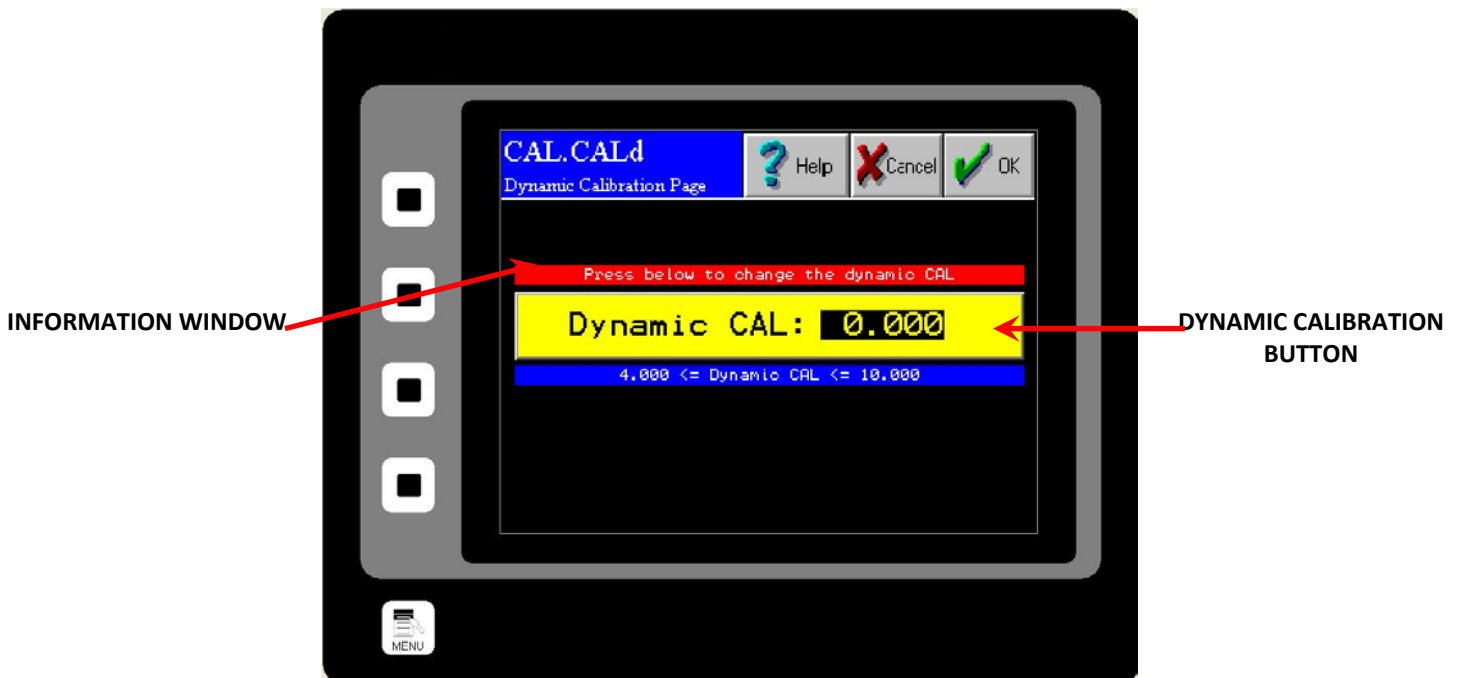 CAL.CALd
Dynamic Calibration Page
Help
Cancel
OK
Press below to change the dynamic CAL
INFORMATION WINDOW
Dynamic CAL: 0.000
DYNAMIC CALIBRATION
BUTTON
4.000 <= Dynamic CAL <= 10.000
MENU